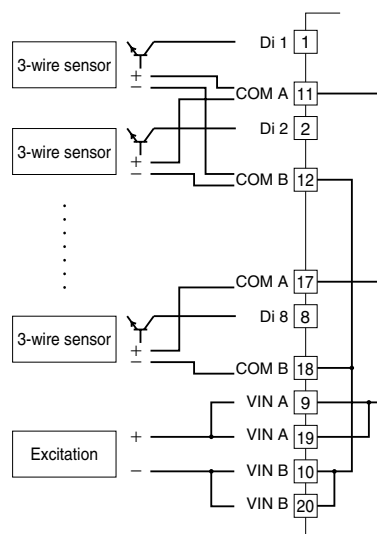 Di 1 1
3-wire sensor
+
−
COM A 11
Di 2 2
3-wire sensor
+
−
COM B 12
COM A 17
Di 8 8
3-wire sensor
+
−
COM B 18
VIN A 9
Excitation
+
VIN A 19
−
VIN B 10
VIN B 20